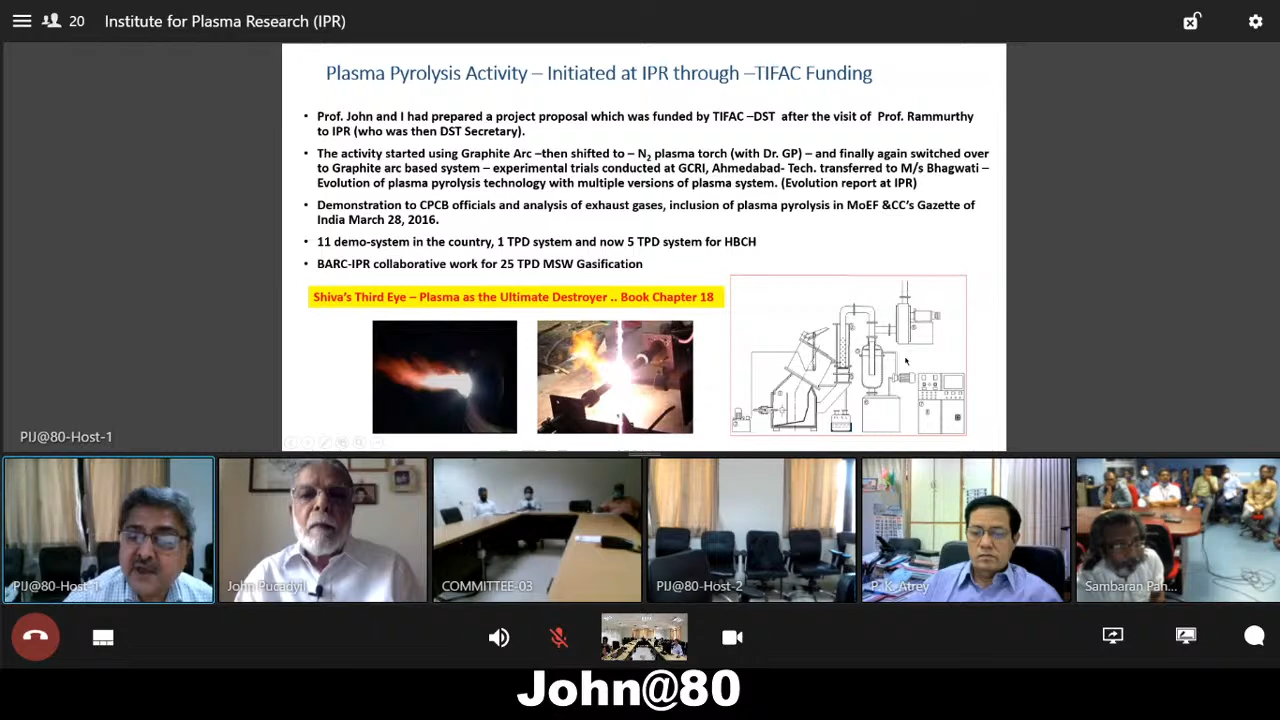 20 Institute for Plasma Research (IPR)
Plasma Pyrolysis Activity – Initiated at IPR through –TIFAC Funding
• Prof. John and I had prepared a project proposal which was funded by TIFAC –DST after the visit of Prof. Rammurthy
to IPR (who was then DST Secretary).
• The activity started using Graphite Arc –then shifted to – N2 plasma torch (with Dr. GP) – and finally again switched over
to Graphite arc based system – experimental trials conducted at GCRI, Ahmedabad- Tech. transferred to M/s Bhagwati –
Evolution of plasma pyrolysis technology with multiple versions of plasma system. (Evolution report at IPR)
• Demonstration to CPCB officials and analysis of exhaust gases, inclusion of plasma pyrolysis in MoEF &CC’s Gazette of
India March 28, 2016.
• 11 demo-system in the country, 1 TPD system and now 5 TPD system for HBCH
• BARC-IPR collaborative work for 25 TPD MSW Gasification
Shiva’s Third Eye – Plasma as the Ultimate Destroyer .. Book Chapter 18
PIJ@80-Host-1
PIJ@80-Host-1
John Pucadyil
COMMITTEE-03
PIJ@80-Host-2
P. K. Atrey
Sambaran Pah...
John@80